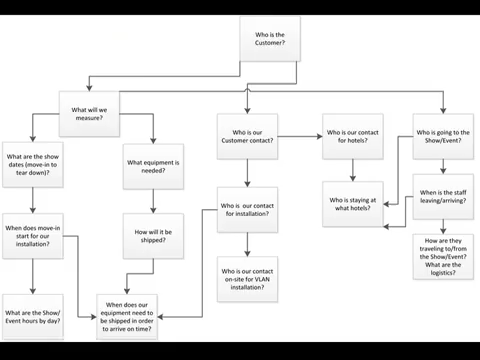 Who is the
Customer?
What will we
measure?
Who is our
Customer contact?
Who is our contact
for hotels?
Who is going to the
Show/Event?
What are the show
dates (move-in to
tear down)?
What equipment is
needed?
Who is our contact
for installation?
Who is staying at
what hotels?
When is the staff
leaving/arriving?
When does move-in
start for our
installation?
How will it be
shipped?
Who is our contact
on-site for VLAN
installation?
How are they
traveling to/from
the Show/Event?
What are the
logistics?
What are the Show/
Event hours by day?
When does our
equipment need to
be shipped in order
to arrive on time?